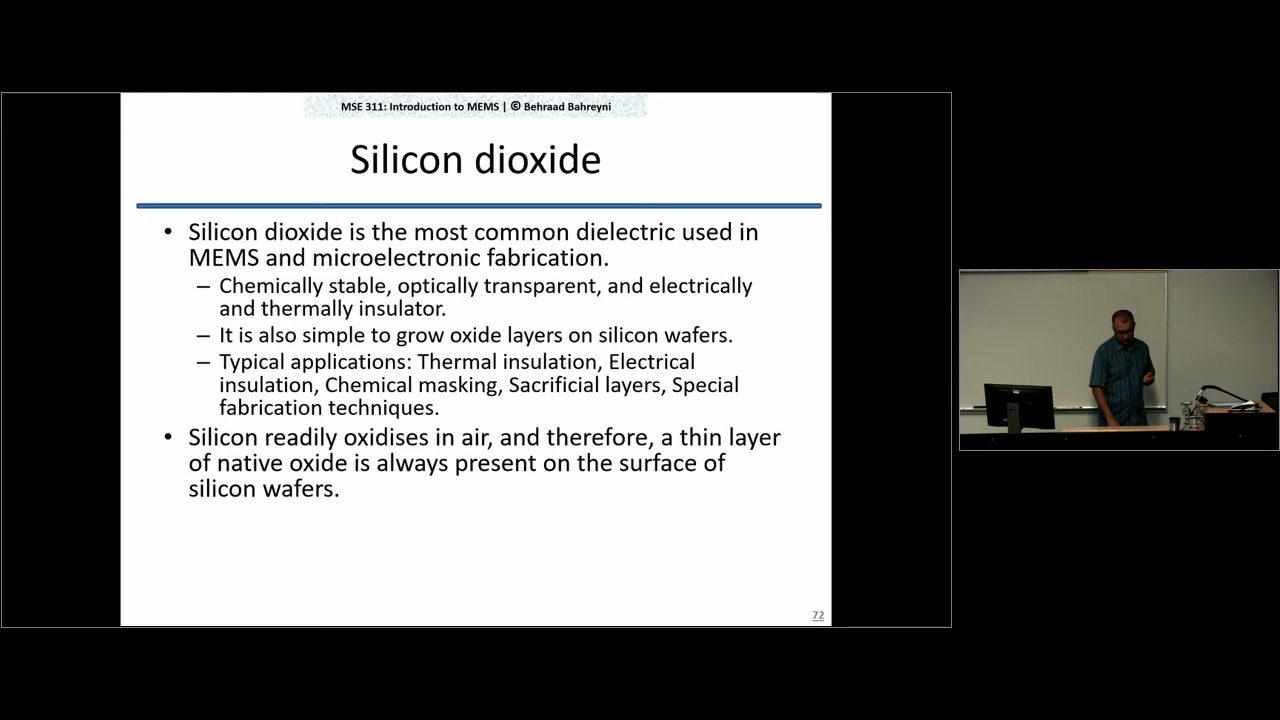 MSE 311: Introduction to MEMS | © Behraad Bahreyni
Silicon dioxide
• Silicon dioxide is the most common dielectric used in
MEMS and microelectronic fabrication.
– Chemically stable, optically transparent, and electrically
and thermally insulator.
– It is also simple to grow oxide layers on silicon wafers.
– Typical applications: Thermal insulation, Electrical
insulation, Chemical masking, Sacrificial layers, Special
fabrication techniques.
• Silicon readily oxidises in air, and therefore, a thin layer
of native oxide is always present on the surface of
silicon wafers.
72